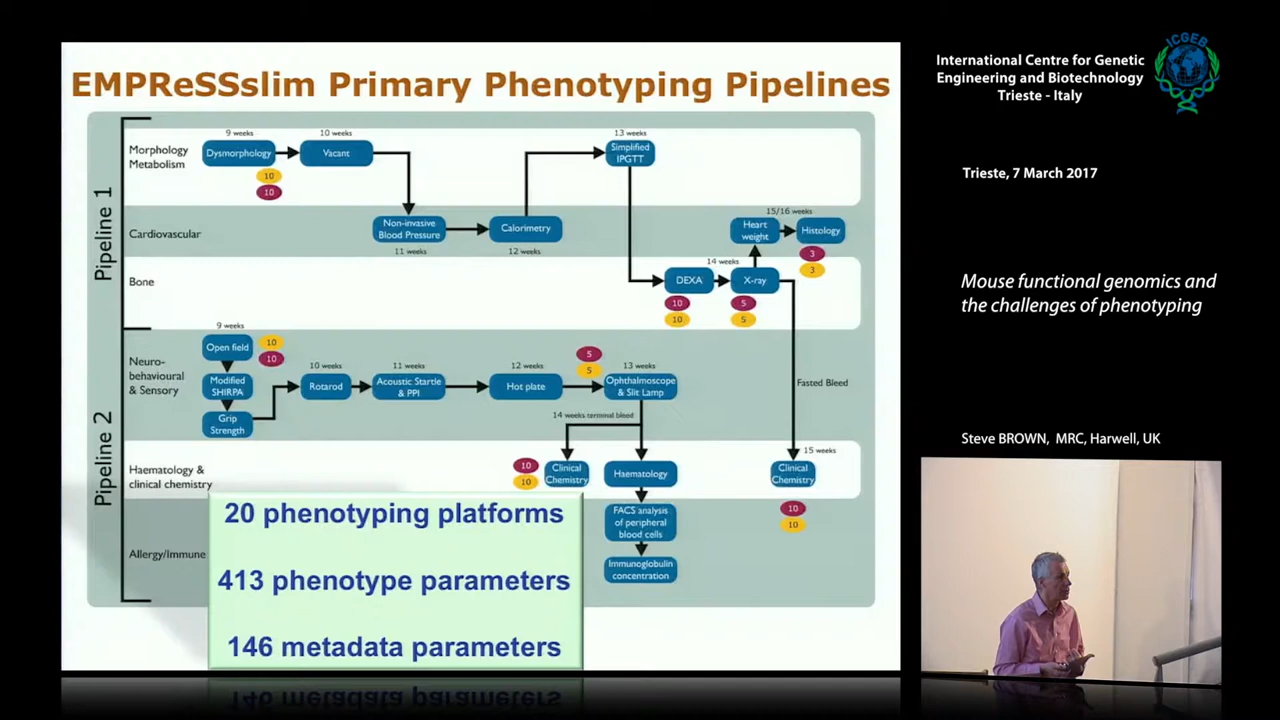 EMPReSSslim Primary Phenotyping Pipelines
Pipeline 1
Morphology
Metabolism
9 weeks
Dysmorphology
10
10
10 weeks
Vacant
13 weeks
Simplified
IPGTT
Cardiovascular
Non-invasive
Blood Pressure
11 weeks
Calorimetry
12 weeks
15/16 weeks
Heart
weight
Histology
3
3
Bone
14 weeks
DEXA
10
10
X-ray
5
5
Pipeline 2
Neuro-
behavioural
& Sensory
9 weeks
Open field
10
10
Modified
SHIRPA
Grip
Strength
10 weeks
Rotarod
11 weeks
Acoustic Startle
& PPI
12 weeks
Hot plate
5
5
13 weeks
Ophthalmoscope
& Slit Lamp
Fasted Bleed
14 weeks terminal bleed
Haematology &
clinical chemistry
10
10
Clinical
Chemistry
Haematology
15 weeks
Clinical
Chemistry
10
10
Allergy/Immune
FACS analysis
of peripheral
blood cells
Immunoglobulin
concentration
20 phenotyping platforms
413 phenotype parameters
146 metadata parameters
International Centre for Genetic
Engineering and Biotechnology
Trieste - Italy
ICGEB
Trieste, 7 March 2017
Mouse functional genomics and
the challenges of phenotyping
Steve BROWN, MRC, Harwell, UK